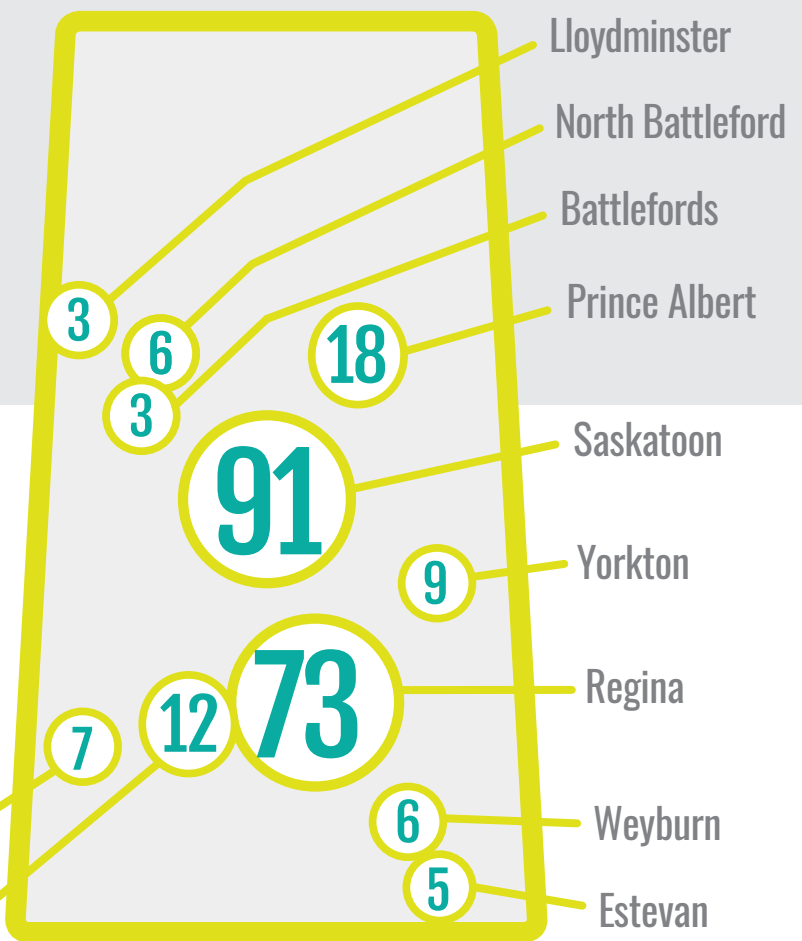 Lloydminster
North Battleford
Battlefords
Prince Albert
3
6
18
3
Saskatoon
91
Yorkton
9
Regina
73
12
7
Weyburn
6
Estevan
5